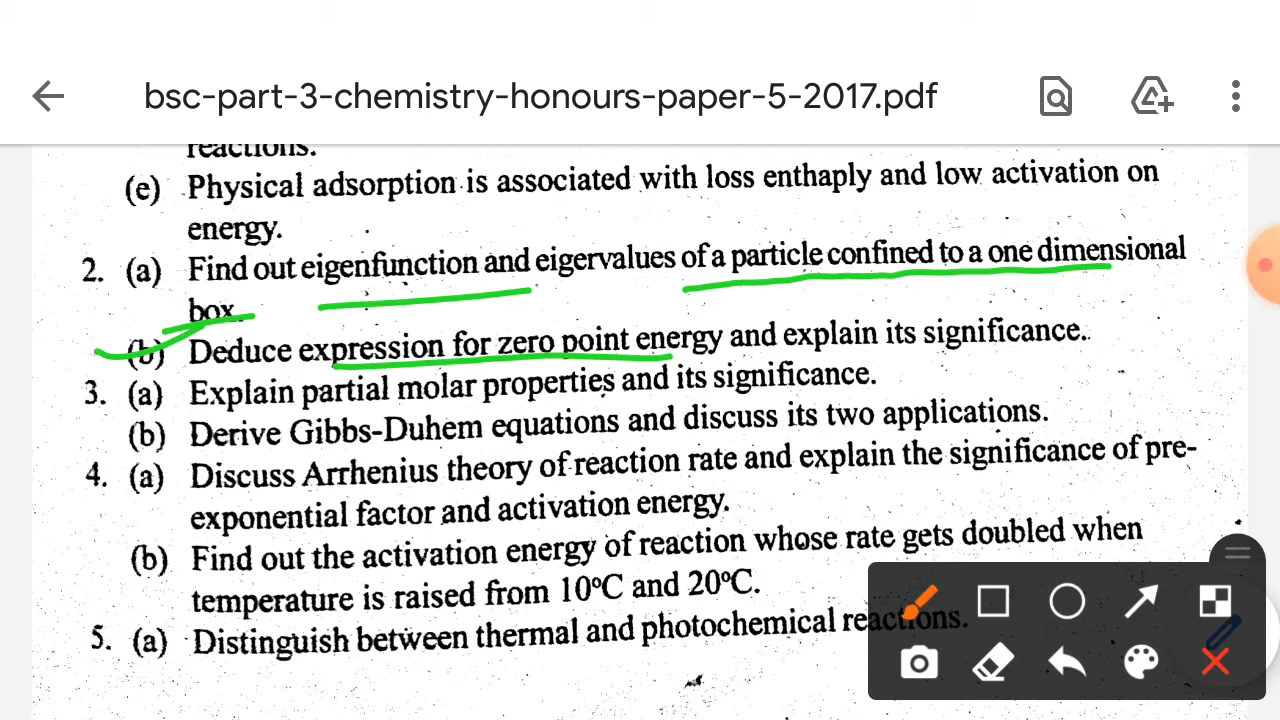 bsc-part-3-chemistry-honours-paper-5-2017.pdf
reactions.
(e) Physical adsorption is associated with loss enthaply and low activation on
energy.
2. (a) Find out eigenfunction and eigervalues of a particle confined to a one dimensional
box.
(b) Deduce expression for zero point energy and explain its significance.
3. (a) Explain partial molar properties and its significance.
(b) Derive Gibbs-Duhem equations and discuss its two applications.
4. (a) Discuss Arrhenius theory of reaction rate and explain the significance of pre-
exponential factor and activation energy.
(b) Find out the activation energy of reaction whose rate gets doubled when
temperature is raised from 10ºC and 20ºC.
5. (a) Distinguish between thermal and photochemical reactions.